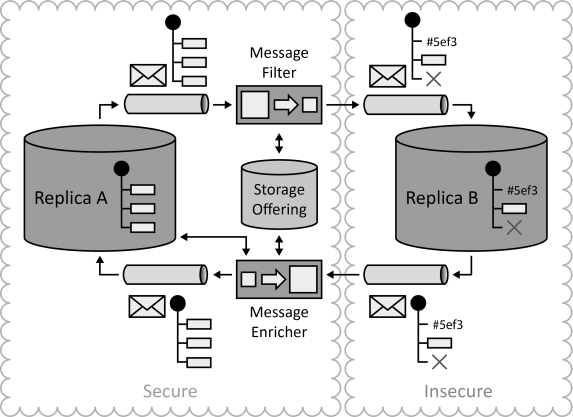 #5ef3
Message
Filter
Replica A
Storage
Offering
Replica B
#5ef3
Message
Enricher
#5ef3
Secure
Insecure